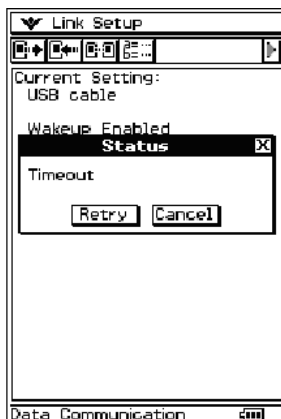 Link Setup
Current Setting:
USB cable
Wakeup Enabled
Status
Timeout
Retry Cancel
Data Communication